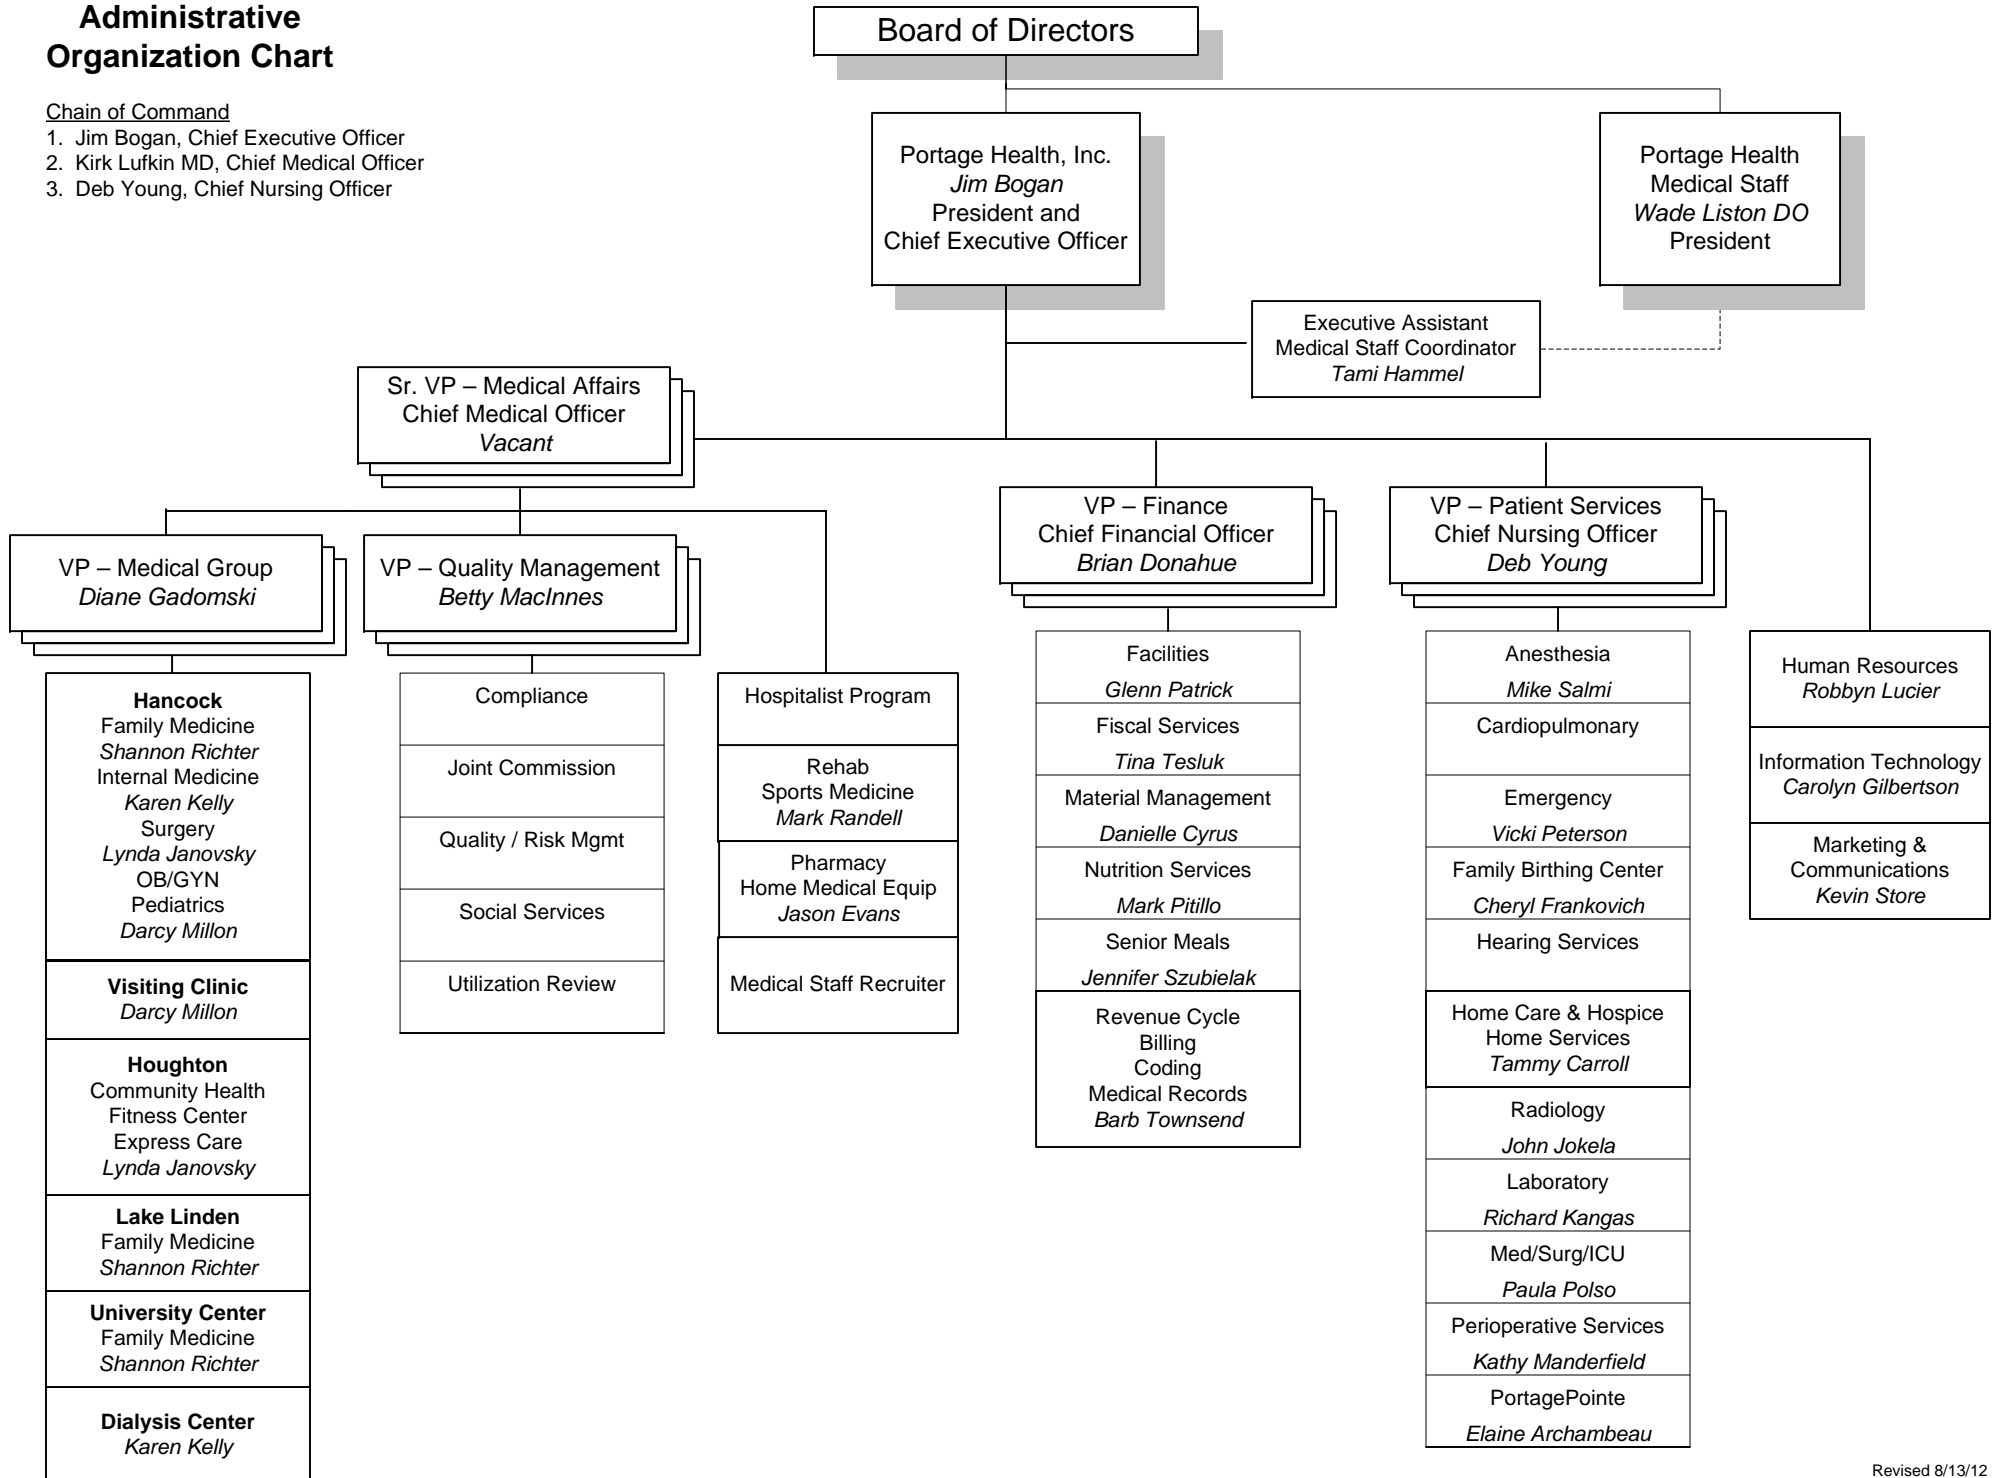 Administrative
Organization Chart
Chain of Command
1. Jim Bogan, Chief Executive Officer
2. Kirk Lufkin MD, Chief Medical Officer
3. Deb Young, Chief Nursing Officer
Board of Directors
Portage Health, Inc.
Jim Bogan
President and
Chief Executive Officer
Portage Health
Medical Staff
Wade Liston DO
President
Executive Assistant
Medical Staff Coordinator
Tami Hammel
Sr. VP – Medical Affairs
Chief Medical Officer
Vacant
VP – Medical Group
Diane Gadomski
VP – Quality Management
Betty MacInnes
VP – Finance
Chief Financial Officer
Brian Donahue
VP – Patient Services
Chief Nursing Officer
Deb Young
Hancock
Family Medicine
Shannon Richter
Internal Medicine
Karen Kelly
Surgery
Lynda Janovsky
OB/GYN
Pediatrics
Darcy Millon
Visiting Clinic
Darcy Millon
Houghton
Community Health
Fitness Center
Express Care
Lynda Janovsky
Lake Linden
Family Medicine
Shannon Richter
University Center
Family Medicine
Shannon Richter
Dialysis Center
Karen Kelly
Compliance
Joint Commission
Quality / Risk Mgmt
Social Services
Utilization Review
Hospitalist Program
Rehab
Sports Medicine
Mark Randell
Pharmacy
Home Medical Equip
Jason Evans
Medical Staff Recruiter
Facilities
Glenn Patrick
Fiscal Services
Tina Tesluk
Material Management
Danielle Cyrus
Nutrition Services
Mark Pitillo
Senior Meals
Jennifer Szubielak
Revenue Cycle
Billing
Coding
Medical Records
Barb Townsend
Anesthesia
Mike Salmi
Cardiopulmonary
Emergency
Vicki Peterson
Family Birthing Center
Cheryl Frankovich
Hearing Services
Home Care & Hospice
Home Services
Tammy Carroll
Radiology
John Jokela
Laboratory
Richard Kangas
Med/Surg/ICU
Paula Polso
Perioperative Services
Kathy Manderfield
PortagePointe
Elaine Archambeau
Human Resources
Robbyn Lucier
Information Technology
Carolyn Gilbertson
Marketing &
Communications
Kevin Store
Revised 8/13/12